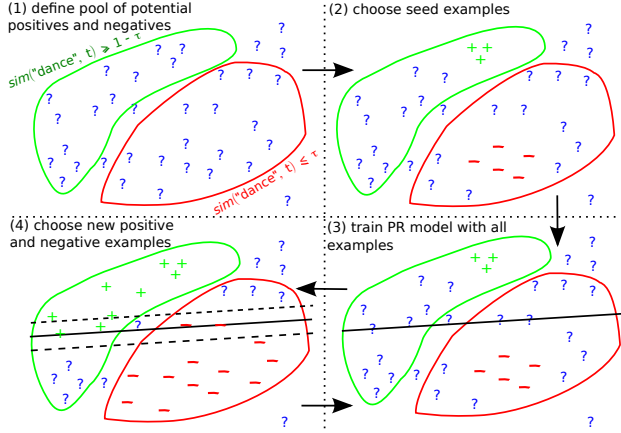 (1) define pool of potential
positives and negatives
sim("dance", t) ⩾ 1 - τ
sim("dance", t) ≤ τ
(2) choose seed examples
(4) choose new positive
and negative examples
(3) train PR model with all
examples